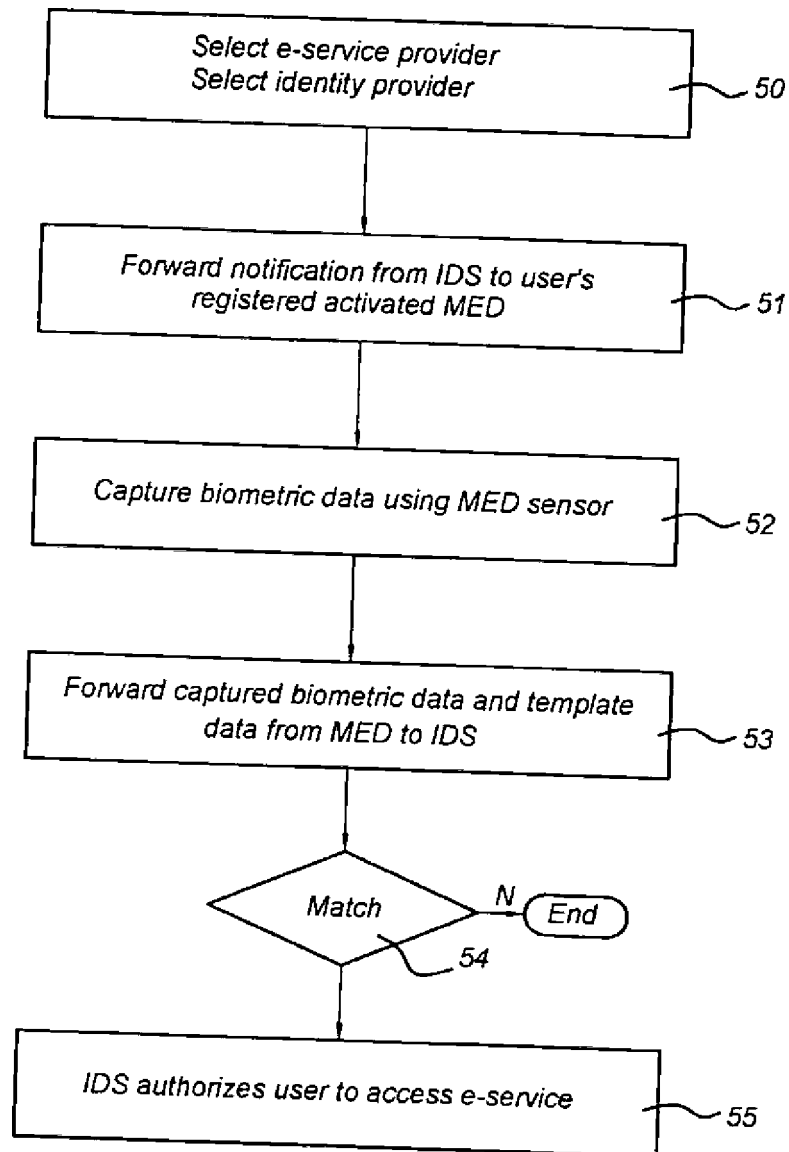 Select e-service provider
Select identity provider
50
Forward notification from IDS to user's
registered activated MED
51
Capture biometric data using MED sensor
52
Forward captured biometric data and template
data from MED to IDS
53
Match
N
End
54
IDS authorizes user to access e-service
55